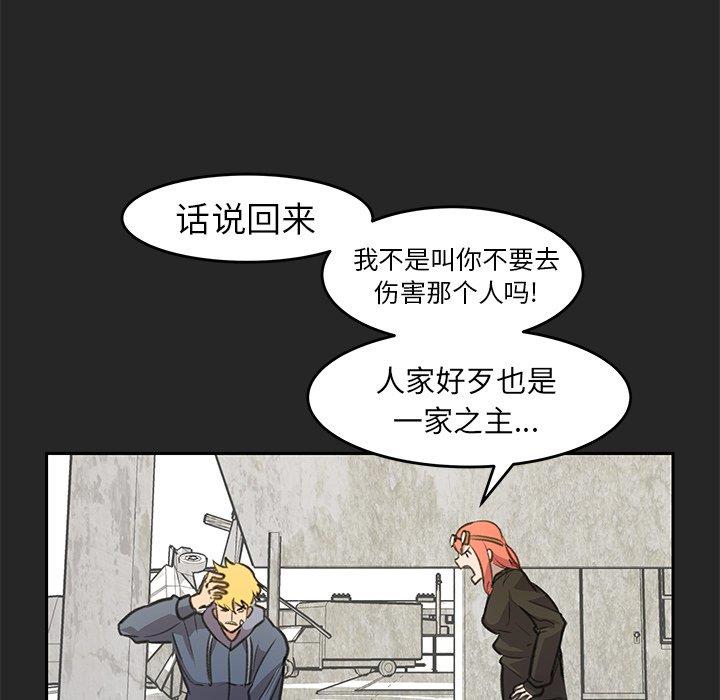 话说回来
我不是叫你不要去
伤害那个人吗!
人家好歹也是
一家之主...